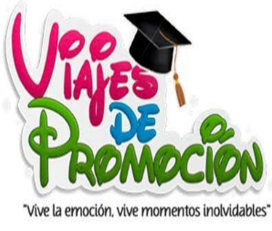 Viajes
de
Promoción
"Vive la emoción, vive momentos inolvidables"